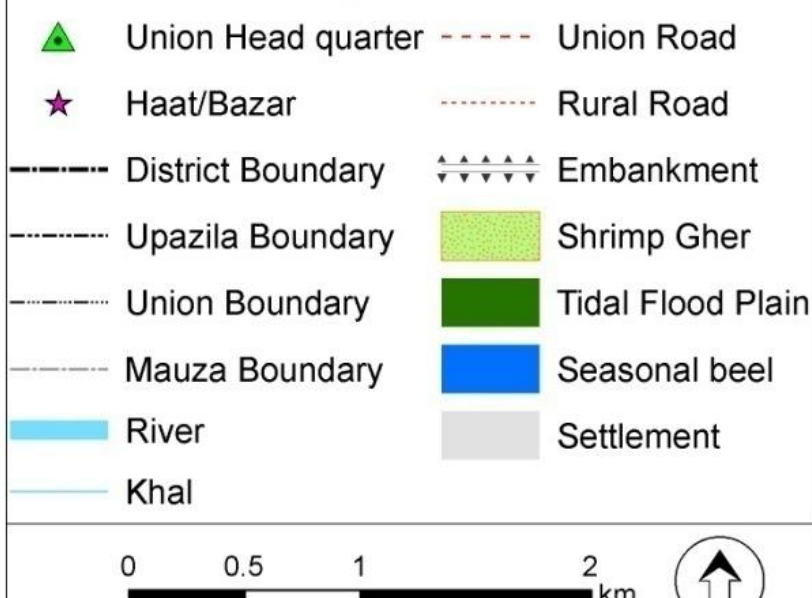 Union Head quarter
Haat/Bazar
District Boundary
Upazila Boundary
Union Boundary
Mauza Boundary
River
Khal
Union Road
Rural Road
Embankment
Shrimp Gher
Tidal Flood Plain
Seasonal beel
Settlement
0 0.5 1 2
km